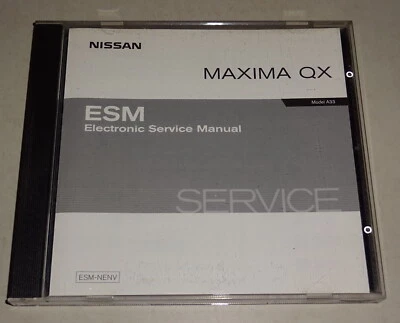 NISSAN
MAXIMA QX
Model A33
ESM
Electronic Service Manual
SERVICE
ESM-NENV